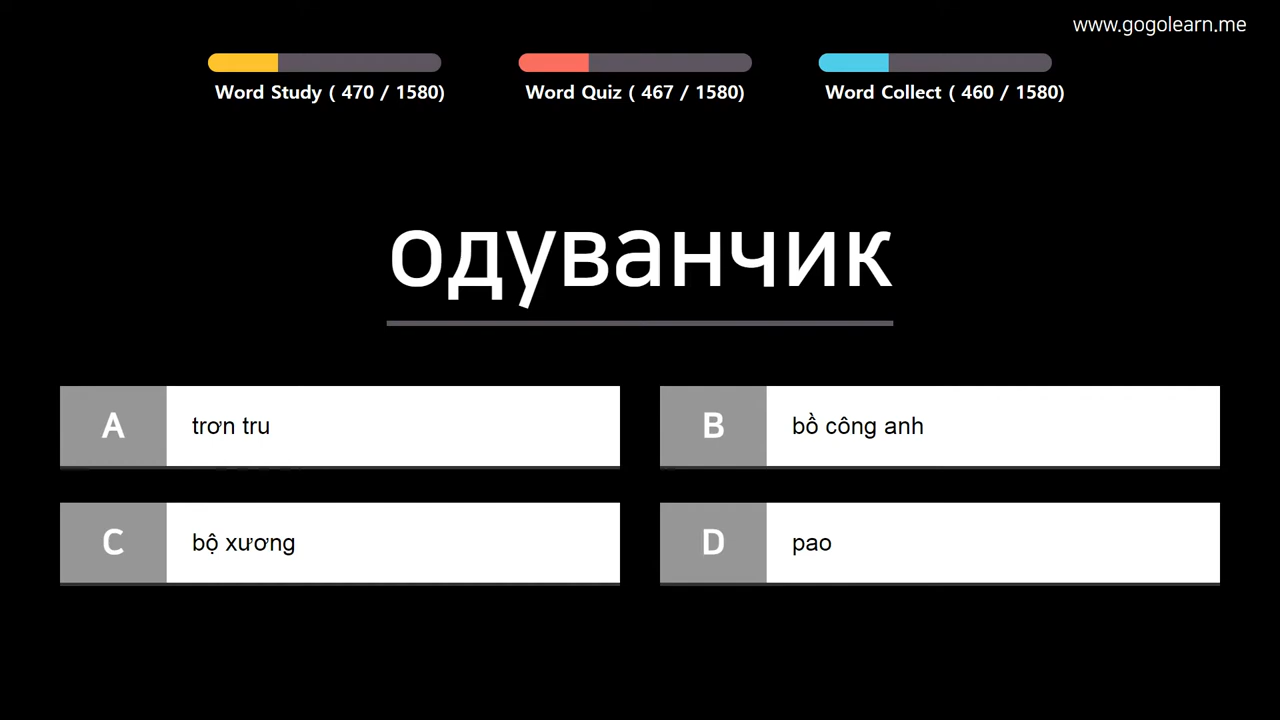 www.gogolearn.me
Word Study ( 470 / 1580)
Word Quiz ( 467 / 1580)
Word Collect ( 460 / 1580)
одуванчик
A trơn tru
B bồ công anh
C bộ xương
D pao